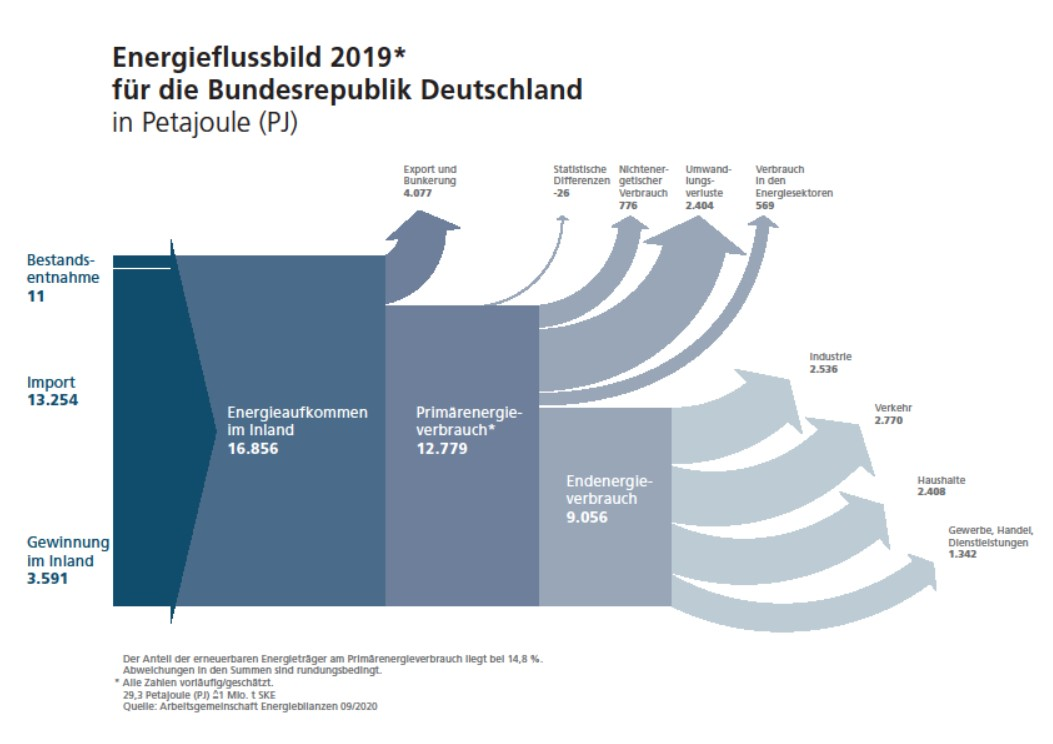 Energieflussbild 2019*
für die Bundesrepublik Deutschland
in Petajoule (PJ)
Export und
Bunkerung
4.077
Statistische
Differenzen
-26
Nichtener-
getischer
Verbrauch
776
Umwand-
lungs-
verluste
2.404
Verbrauch
in den
Energiesektoren
569
Bestands-
entnahme
11
Import
13.254
Gewinnung
im Inland
3.591
Energieaufkommen
im Inland
16.856
Primärenergie-
verbrauch*
12.779
Endenergie-
verbrauch
9.056
Industrie
2.536
Verkehr
2.770
Haushalte
2.408
Gewerbe, Handel,
Dienstleistungen
1.342
Der Anteil der erneuerbaren Energieträger am Primärenergieverbrauch liegt bei 14,8 %.
Abweichungen in den Summen sind rundungsbedingt.
* Alle Zahlen vorläufig/geschätzt.
29,3 Petajoule (PJ) ≙1 Mio. t SKE
Quelle: Arbeitsgemeinschaft Energiebilanzen 09/2020